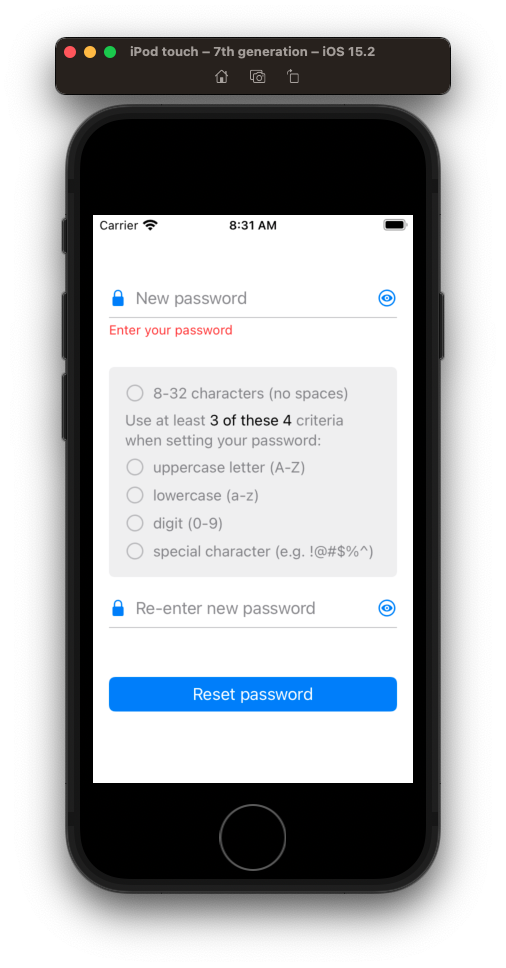 iPod touch – 7th generation – iOS 15.2
Carrier 8:31 AM
New password
Enter your password
8-32 characters (no spaces)
Use at least 3 of these 4 criteria
when setting your password:
uppercase letter (A-Z)
lowercase (a-z)
digit (0-9)
special character (e.g. !@#$%^)
Re-enter new password
Reset password